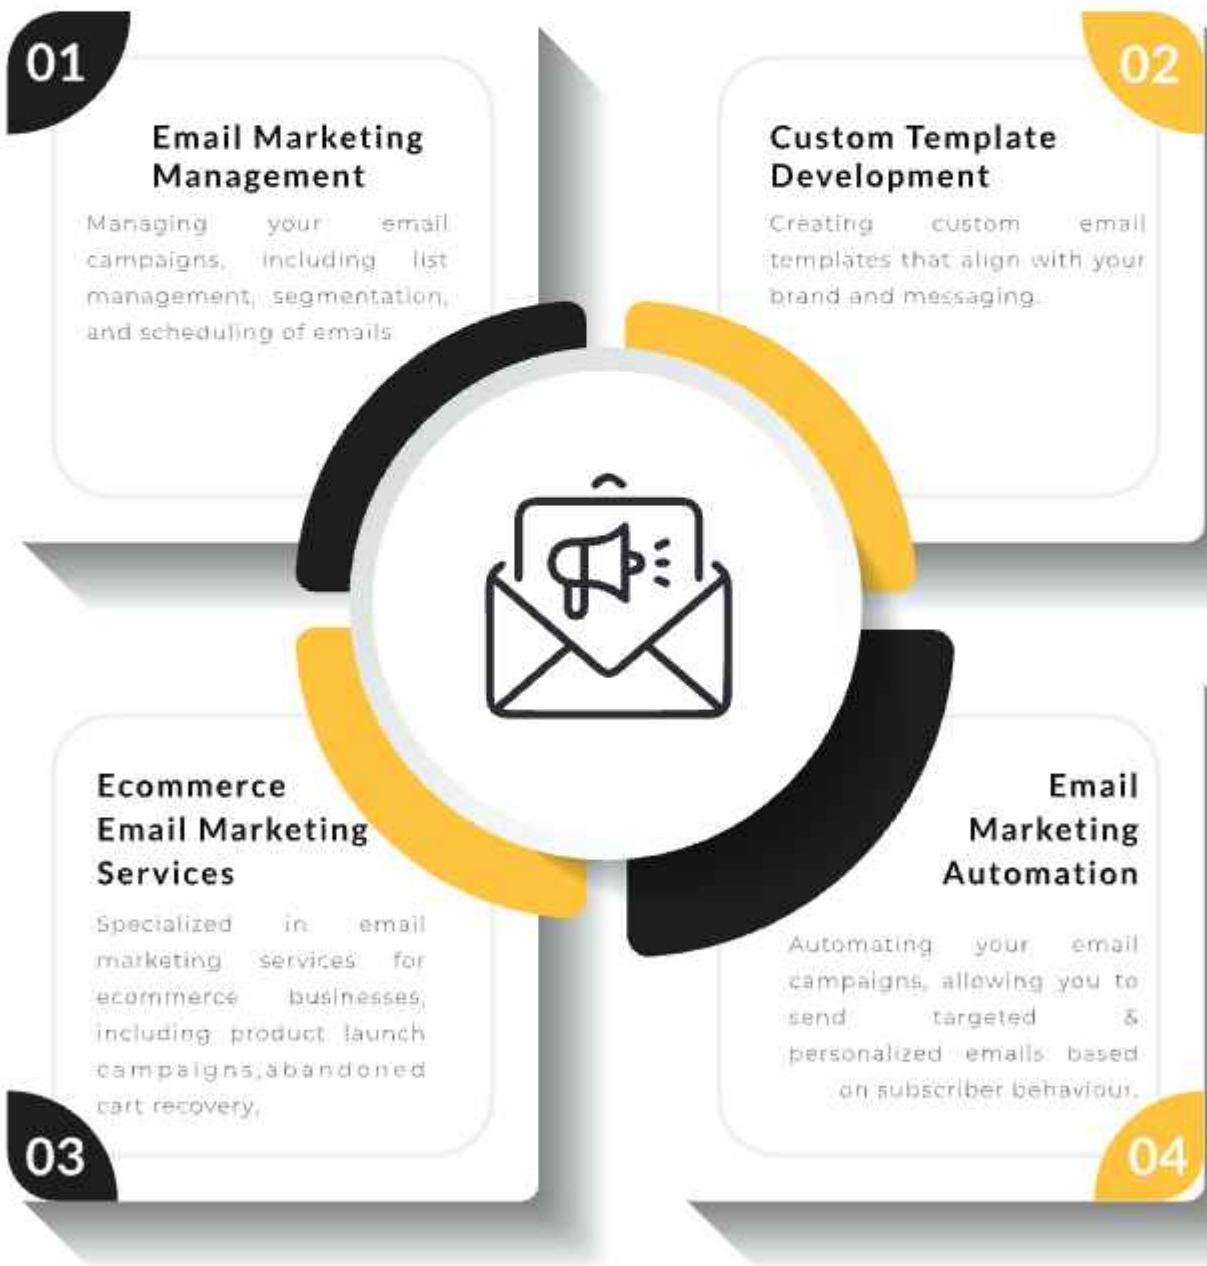 01
Email Marketing
Management
Managing your email
campaigns, including list
management, segmentation,
and scheduling of emails
02
Custom Template
Development
Creating custom email
templates that align with your
brand and messaging.
Ecommerce
Email Marketing
Services
Specialized in email
marketing services for
ecommerce businesses,
including product launch
campaigns,abandoned
cart recovery,
03
Email
Marketing
Automation
Automating your email
campaigns, allowing you to
send targeted &
personalized emails based
on subscriber behaviour.
04